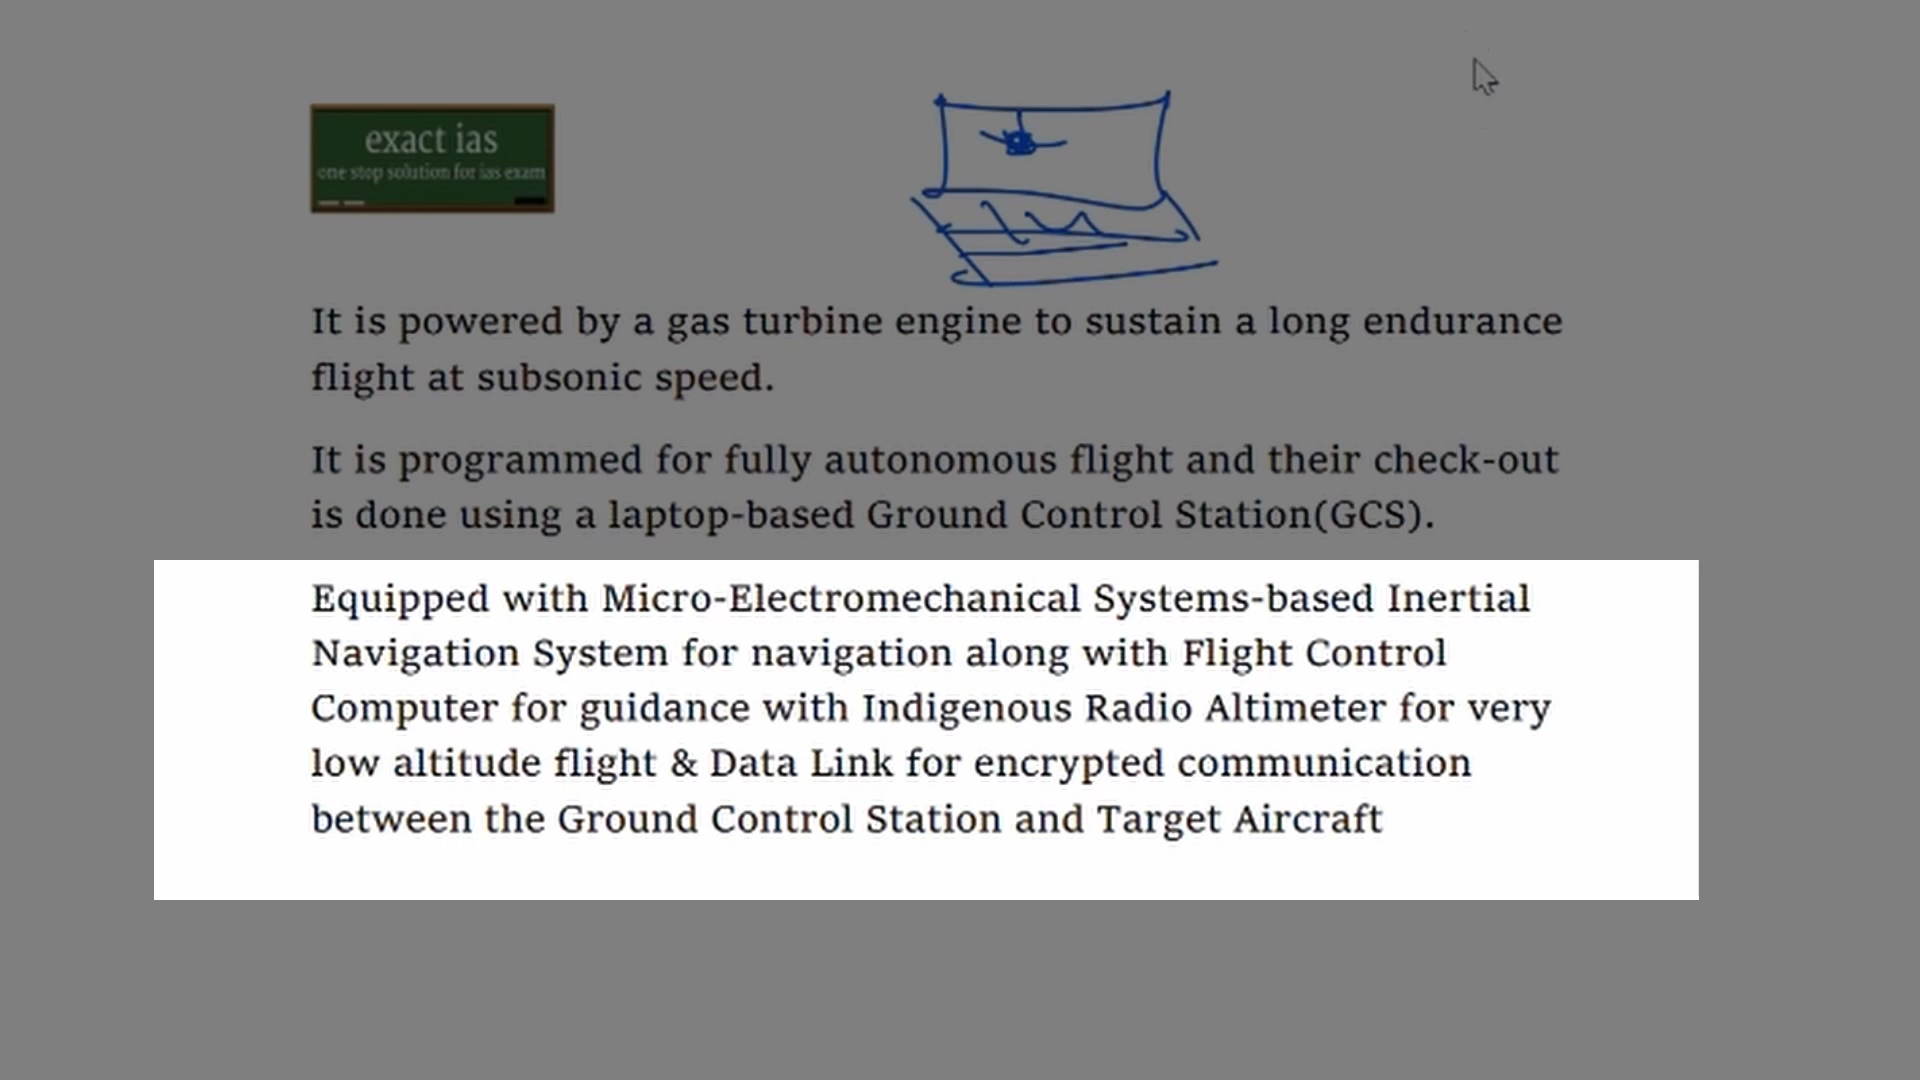 exact ias
one stop solution for ias exam
It is powered by a gas turbine engine to sustain a long endurance
flight at subsonic speed.
It is programmed for fully autonomous flight and their check-out
is done using a laptop-based Ground Control Station(GCS).
Equipped with Micro-Electromechanical Systems-based Inertial
Navigation System for navigation along with Flight Control
Computer for guidance with Indigenous Radio Altimeter for very
low altitude flight & Data Link for encrypted communication
between the Ground Control Station and Target Aircraft